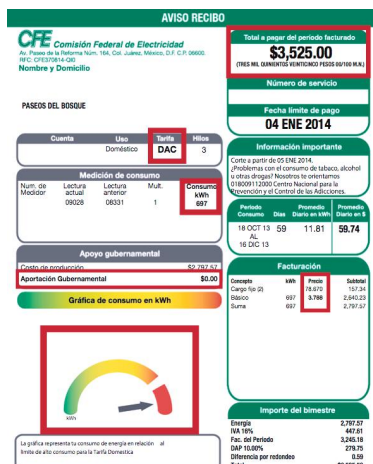 AVISO RECIBO
CFE Comisión Federal de Electricidad
Av. Paseo de la Reforma Núm. 164, Col. Juárez, México, D.F. C.P. 06600.
RFC: CFE370814-QI0
Nombre y Domicilio
PASEOS DEL BOSQUE
Total a pagar del periodo facturado
$3,525.00
(TRES MIL QUINIENTOS VEINTICINCO PESOS 00/100 M.N.)
Número de servicio
Fecha límite de pago
04 ENE 2014
Cuenta Uso Tarifa Hilos
Doméstico DAC 3
Medición de consumo
Num. de Medidor Lectura actual Lectura anterior Mult. Consumo kWh
09028 08331 1 697
Información importante
Corte a partir de 05 ENE 2014.
¿Problemas con el consumo de tabaco, alcohol
u otras drogas? Nosotros te orientamos
018009112000 Centro Nacional para la
Prevención y el Control de las Adicciones.
Periodo Consumo Días Promedio Diario en kWh Promedio Diario en $
18 OCT 13 AL 16 DIC 13 59 11.81 59.74
Apoyo gubernamental
Costo de producción $2,797.57
Aportación Gubernamental $0.00
Gráfica de consumo en kWh
kWh
La gráfica representa tu consumo de energía en relación al
límite de alto consumo para la Tarifa Domestica
Facturación
Concepto kWh Precio Subtotal
Cargo fijo (2) 78.670 157.34
Básico 697 3.788 2,640.23
Suma 697 2,797.57
Importe del bimestre
Energía 2,797.57
IVA 16% 447.61
Fac. del Periodo 3,245.18
DAP 10.00% 279.75
Diferencia por redondeo 0.59